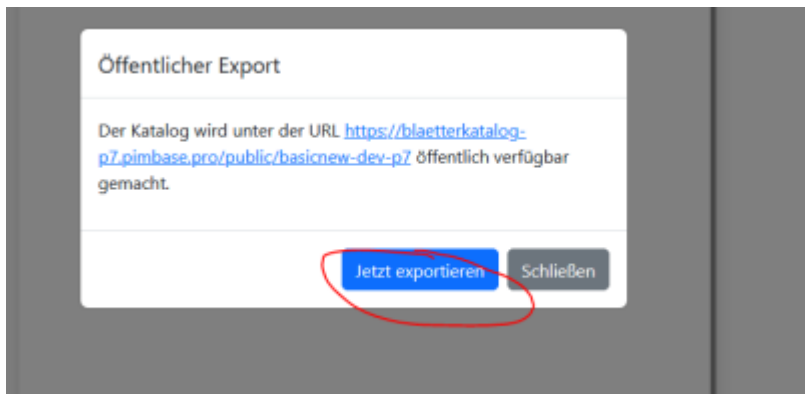 Öffentlicher Export
Der Katalog wird unter der URL https://blaetterkatalog-
p7.pimbase.pro/public/basicnew-dev-p7 öffentlich verfügbar
gemacht.
Jetzt exportieren Schließen